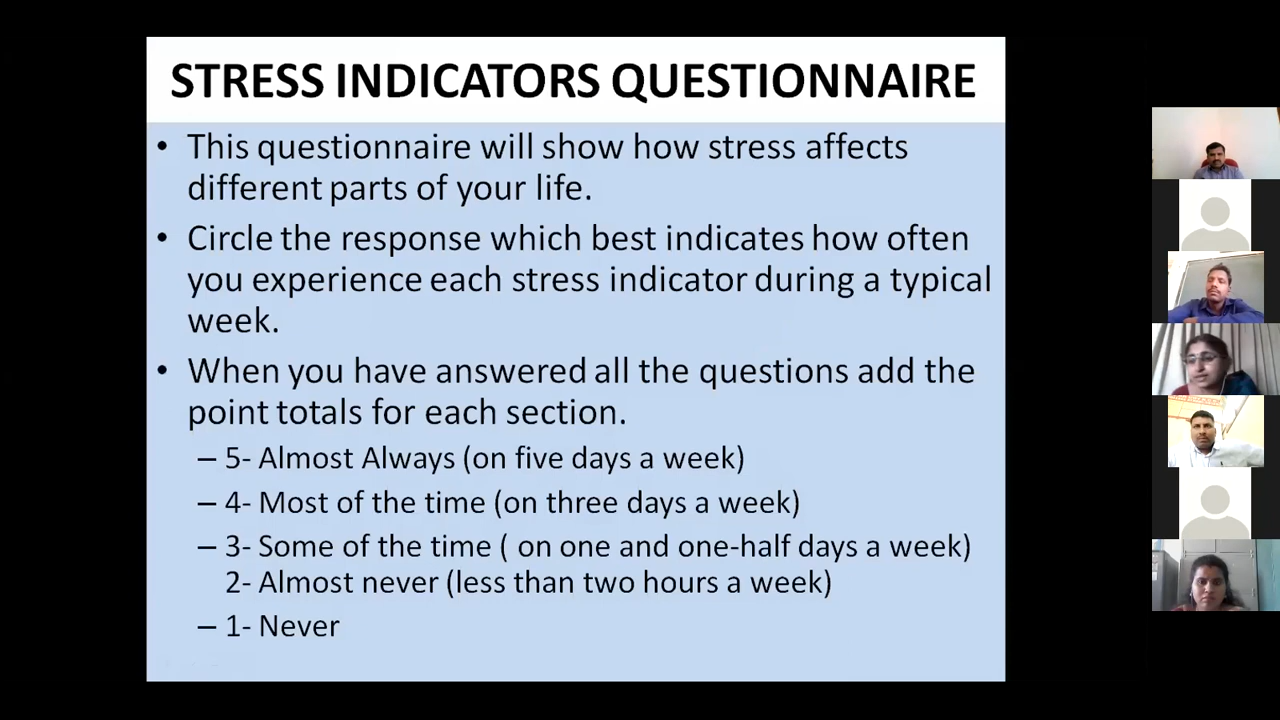 STRESS INDICATORS QUESTIONNAIRE
• This questionnaire will show how stress affects
different parts of your life.
• Circle the response which best indicates how often
you experience each stress indicator during a typical
week.
• When you have answered all the questions add the
point totals for each section.
– 5- Almost Always (on five days a week)
– 4- Most of the time (on three days a week)
– 3- Some of the time ( on one and one-half days a week)
2- Almost never (less than two hours a week)
– 1- Never